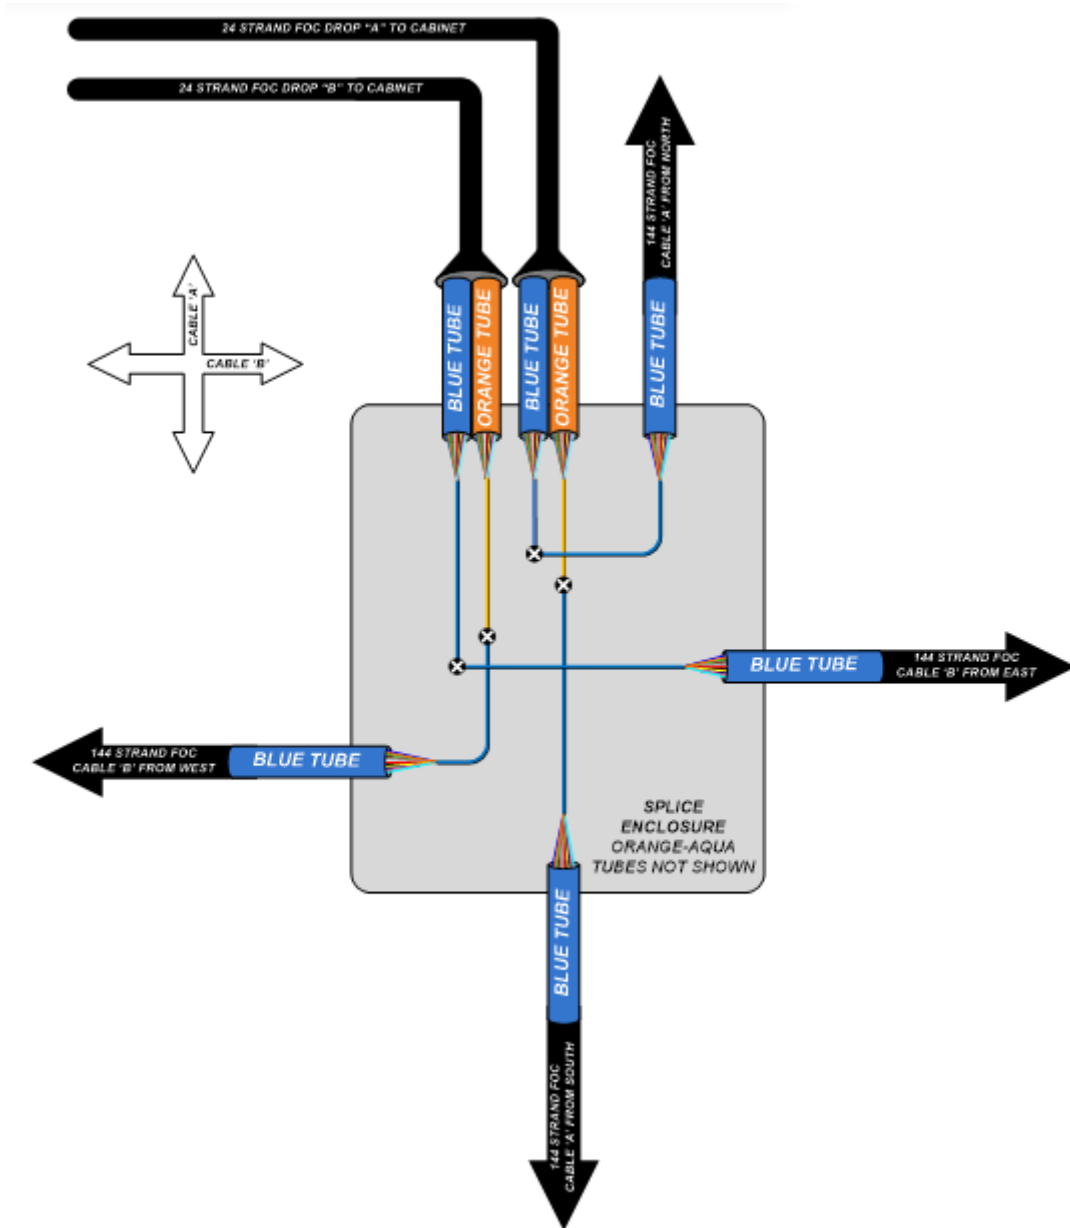 24 STRAND FOC DROP "A" TO CABINET
24 STRAND FOC DROP "B" TO CABINET
144 STRAND FOC
CABLE 'A' FROM NORTH
CABLE 'A'
CABLE 'B'
BLUE TUBE
ORANGE TUBE
BLUE TUBE
ORANGE TUBE
BLUE TUBE
BLUE TUBE
144 STRAND FOC
CABLE 'B' FROM EAST
144 STRAND FOC
CABLE 'B' FROM WEST
BLUE TUBE
SPLICE
ENCLOSURE
ORANGE-AQUA
TUBES NOT SHOWN
BLUE TUBE
144 STRAND FOC
CABLE 'A' FROM SOUTH